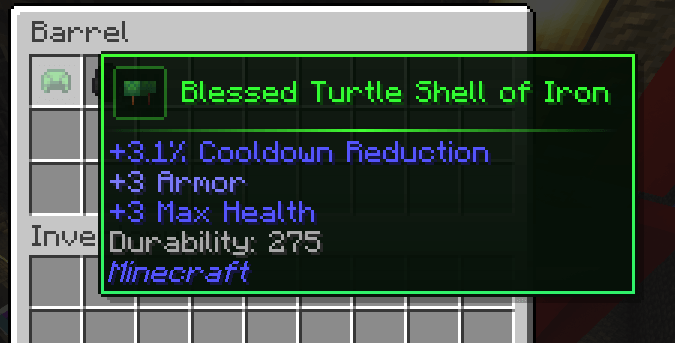 Barrel
Blessed Turtle Shell of Iron
+3.1% Cooldown Reduction
+3 Armor
+3 Max Health
Inve
Durability: 275
Minecraft